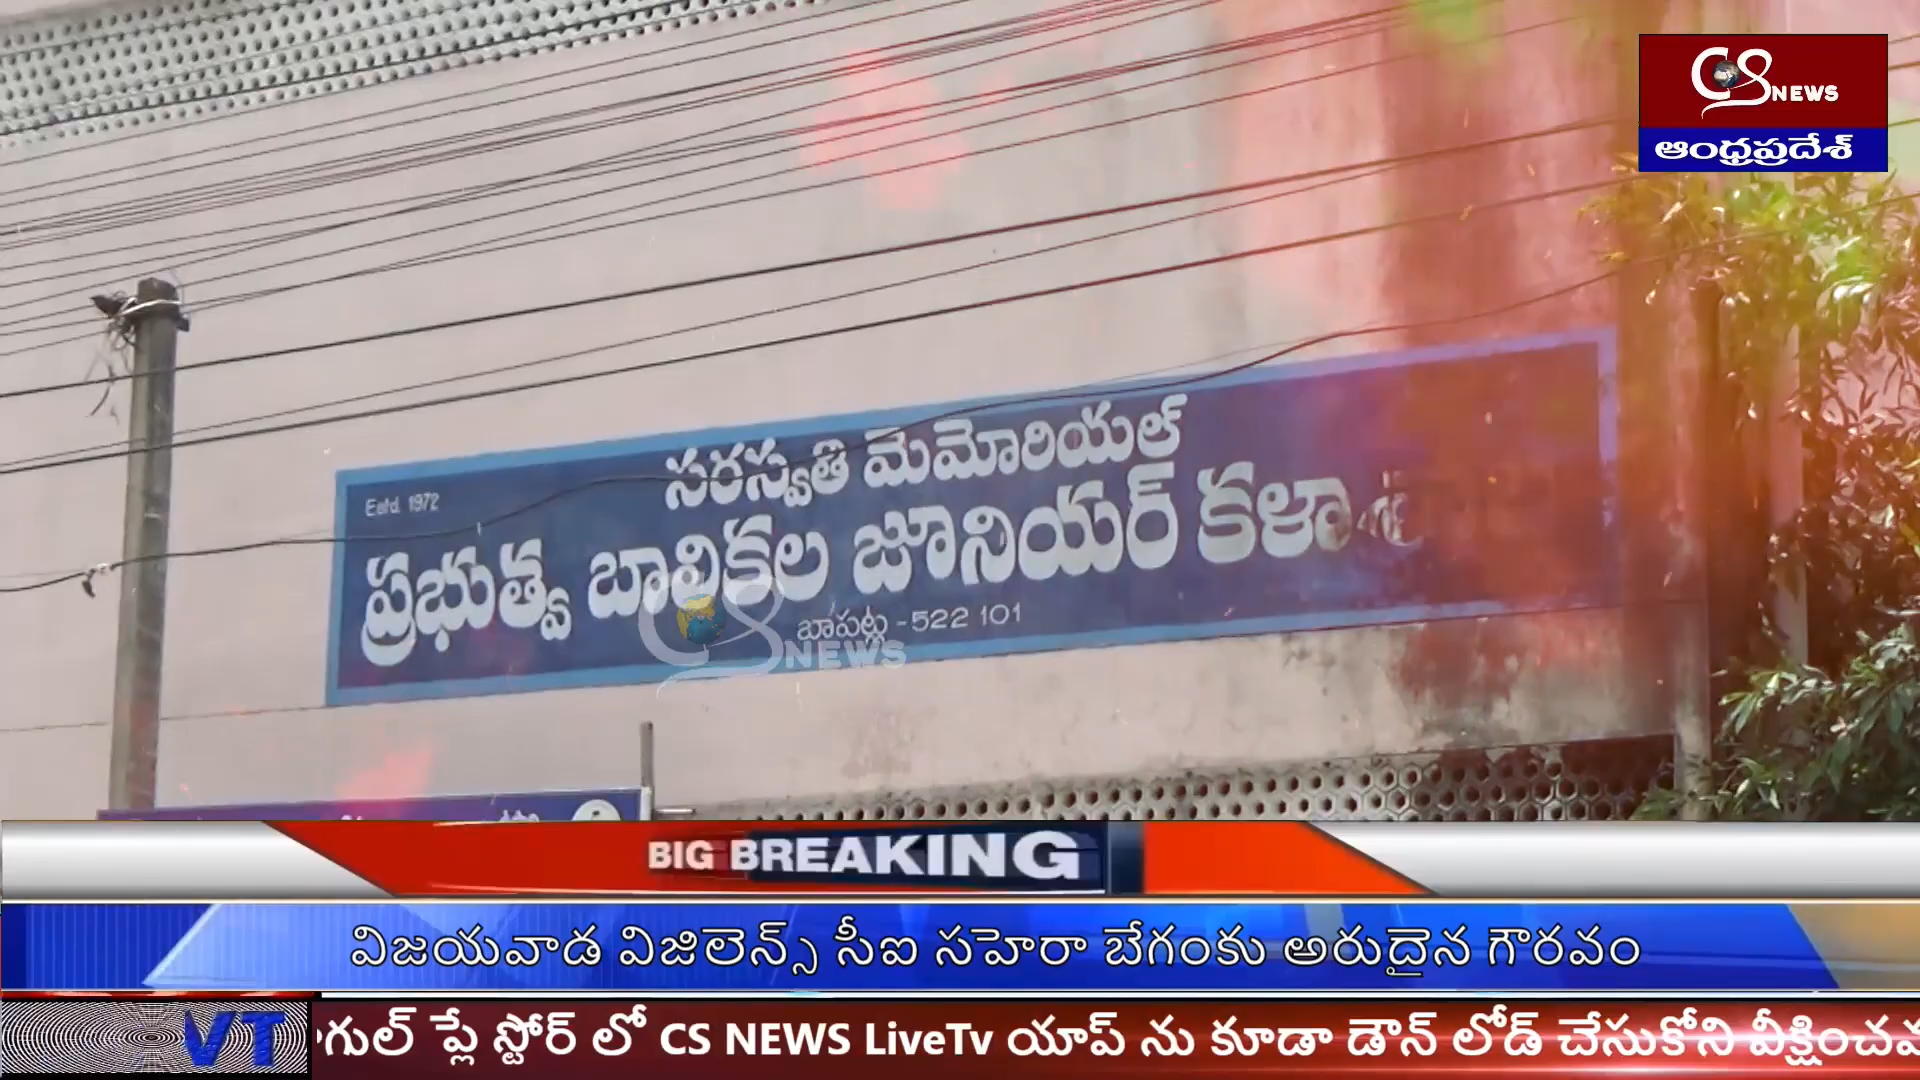 CS NEWS
ఆంధ్రప్రదేశ్
సరస్వతీ మెమోరియల్
Estd. 1972
ప్రభుత్వ బాలికల జూనియర్ కళాశా
బాపట్ల - 522 101
CS NEWS
BIG BREAKING
విజయవాడ విజిలెన్స్ సీఐ సహెరా బేగంకు అరుదైన గౌరవం
VT
గుల్ ప్లే స్టోర్ లో CS NEWS LiveTv యాప్ ను కూడా డౌన్ లోడ్ చేసుకోని